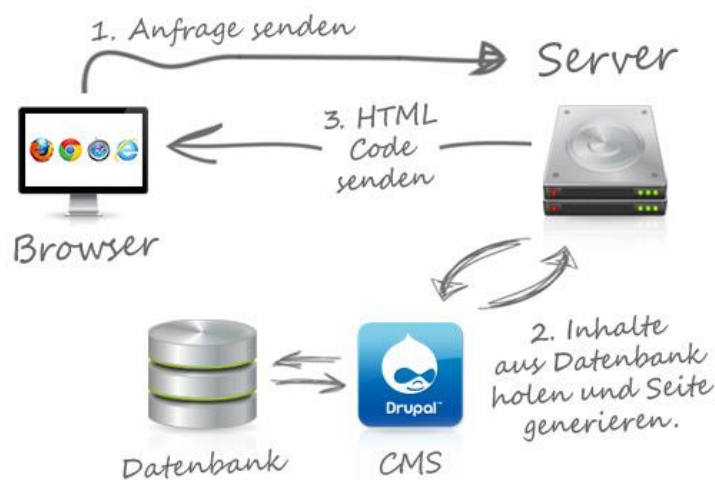 1. Anfrage senden
Server
3. HTML
Code
senden
Browser
2. Inhalte
aus Datenbank
holen und Seite
generieren.
Drupal™
Datenbank
CMS